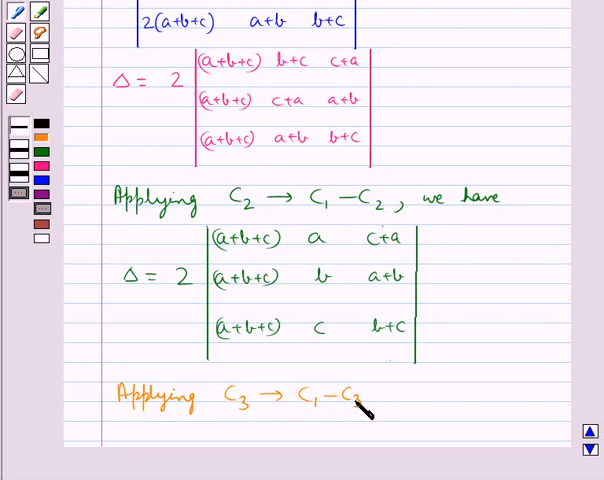 2(a+b+c) a+b b+c
(a+b+c) b+c c+a
Δ = 2 (a+b+c) c+a a+b
(a+b+c) a+b b+c
Applying C₂ → C₁ – C₂, we have
(a+b+c) a c+a
Δ = 2 (a+b+c) b a+b
(a+b+c) c b+c
Applying C₃ → C₁ – C₃